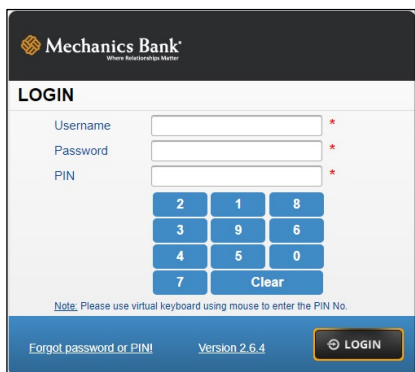 Mechanics Bank
Where Relationships Matter
LOGIN
Username *
Password *
PIN *
2 1 8
3 9 6
4 5 0
7 Clear
Note: Please use virtual keyboard using mouse to enter the PIN No.
Forgot password or PIN! Version 2.6.4 LOGIN